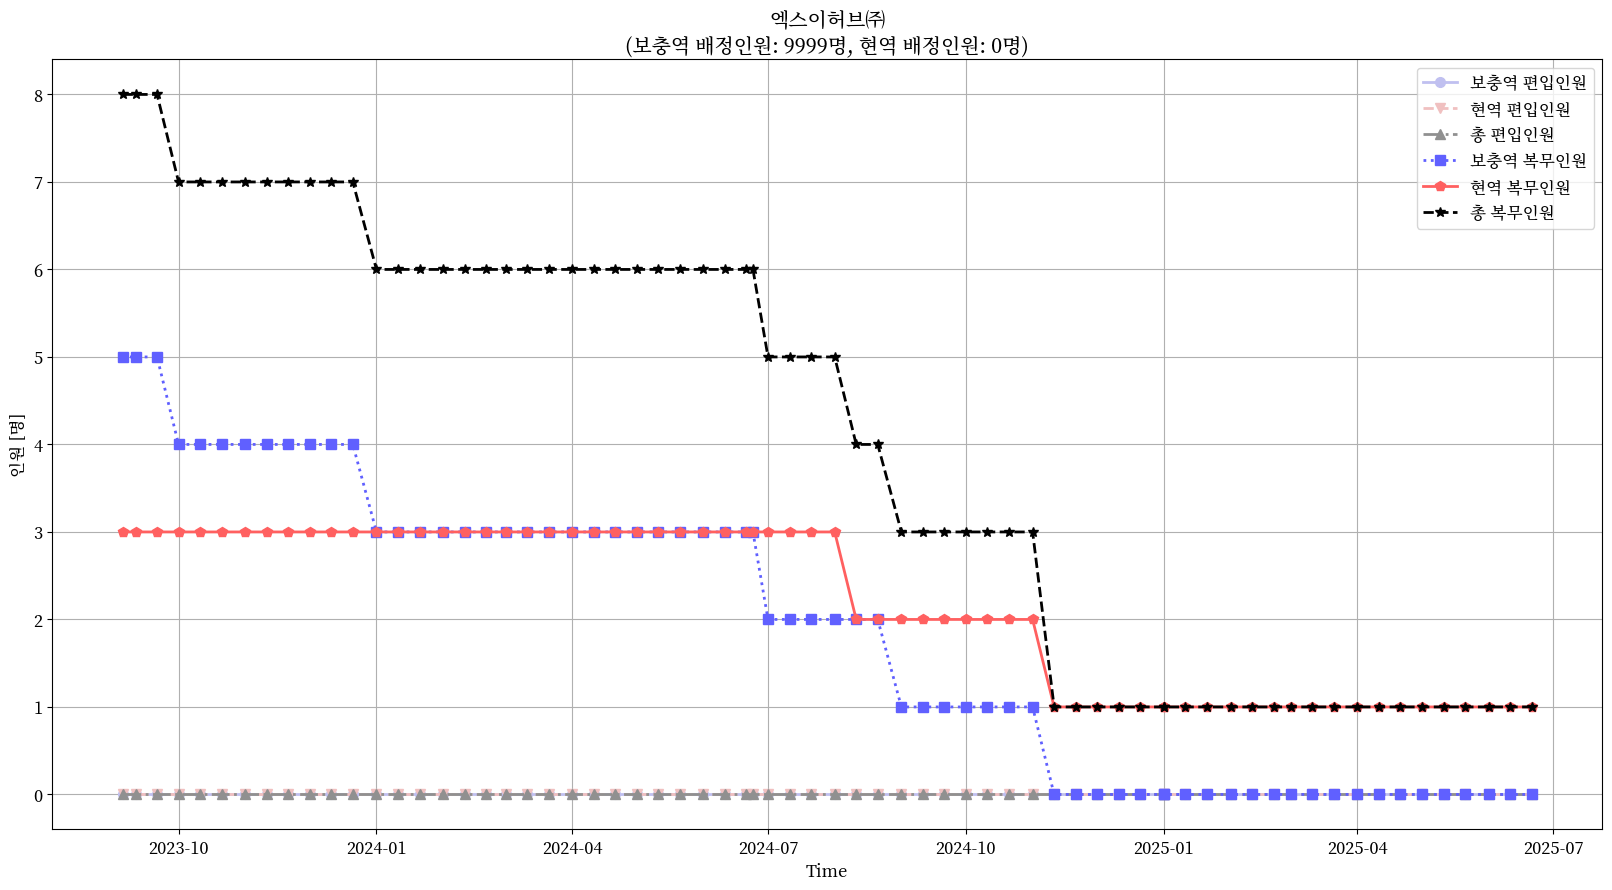 엑스이허브㈜
(보충역 배정인원: 9999명, 현역 배정인원: 0명)
보충역 편입인원
현역 편입인원
총 편입인원
보충역 복무인원
현역 복무인원
총 복무인원
인원 [명]
8
7
6
5
4
3
2
1
0
2023-10
2024-01
2024-04
2024-07
2024-10
2025-01
2025-04
2025-07
Time